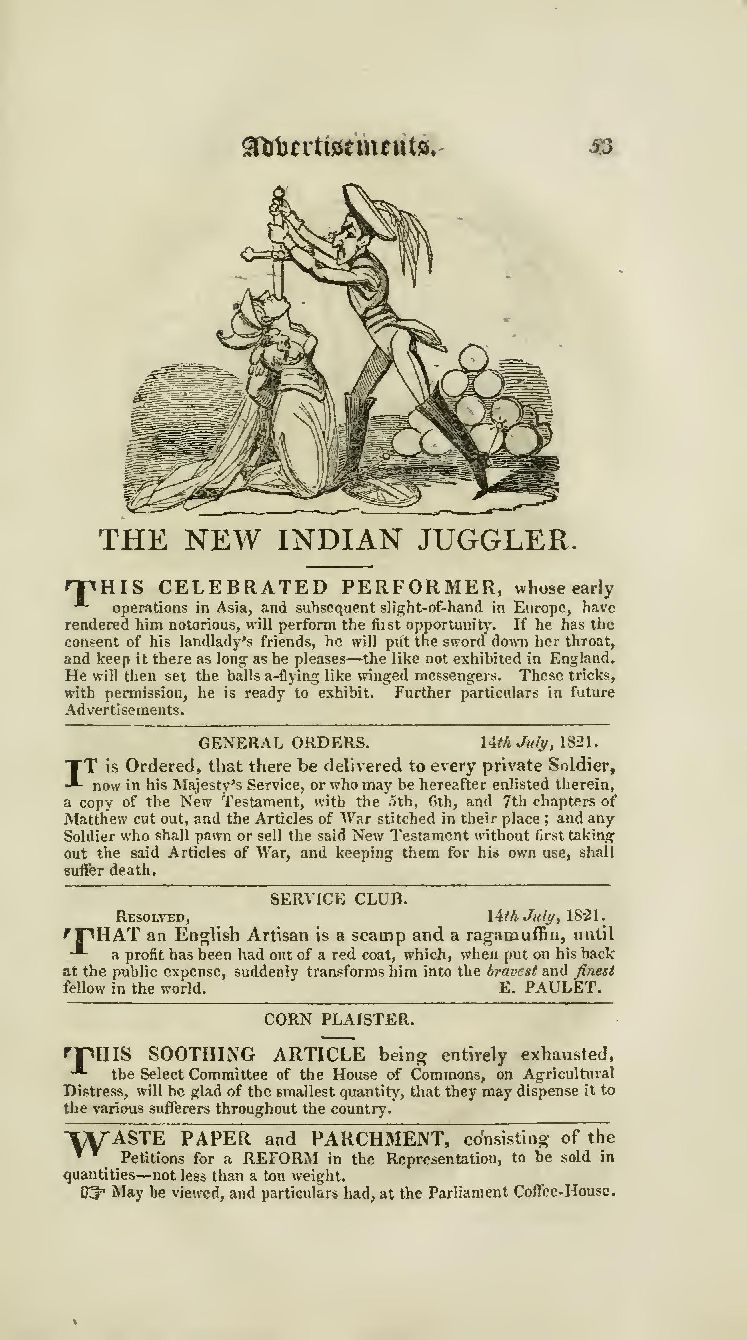 Advertisements. 53
THE NEW INDIAN JUGGLER.
THIS CELEBRATED PERFORMER, whose early
operations in Asia, and subsequent slight-of-hand in Europe, have
rendered him notorious, will perform the first opportunity. If he has the
consent of his landlady's friends, he will put the sword down her throat,
and keep it there as long as he pleases—the like not exhibited in England.
He will then set the balls a-flying like winged messengers. These tricks,
with permission, he is ready to exhibit. Further particulars in future
Advertisements.
GENERAL ORDERS. 14th July, 1821.
IT is Ordered, that there be delivered to every private Soldier,
now in his Majesty's Service, or who may be hereafter enlisted therein,
a copy of the New Testament, with the 5th, 6th, and 7th chapters of
Matthew cut out, and the Articles of War stitched in their place; and any
Soldier who shall pawn or sell the said New Testament without first taking
out the said Articles of War, and keeping them for his own use, shall
suffer death.
SERVICE CLUB.
RESOLVED, 14th July, 1821.
THAT an English Artisan is a scamp and a ragamuffin, until
a profit has been had out of a red coat, which, when put on his back
at the public expense, suddenly transforms him into the bravest and finest
fellow in the world. E. PAULET.
CORN PLAISTER.
THIS SOOTHING ARTICLE being entirely exhausted,
the Select Committee of the House of Commons, on Agricultural
Distress, will be glad of the smallest quantity, that they may dispense it to
the various sufferers throughout the country.
WASTE PAPER and PARCHMENT, consisting of the
Petitions for a REFORM in the Representation, to be sold in
quantities—not less than a ton weight.
☞ May be viewed, and particulars had, at the Parliament Coffee-House.